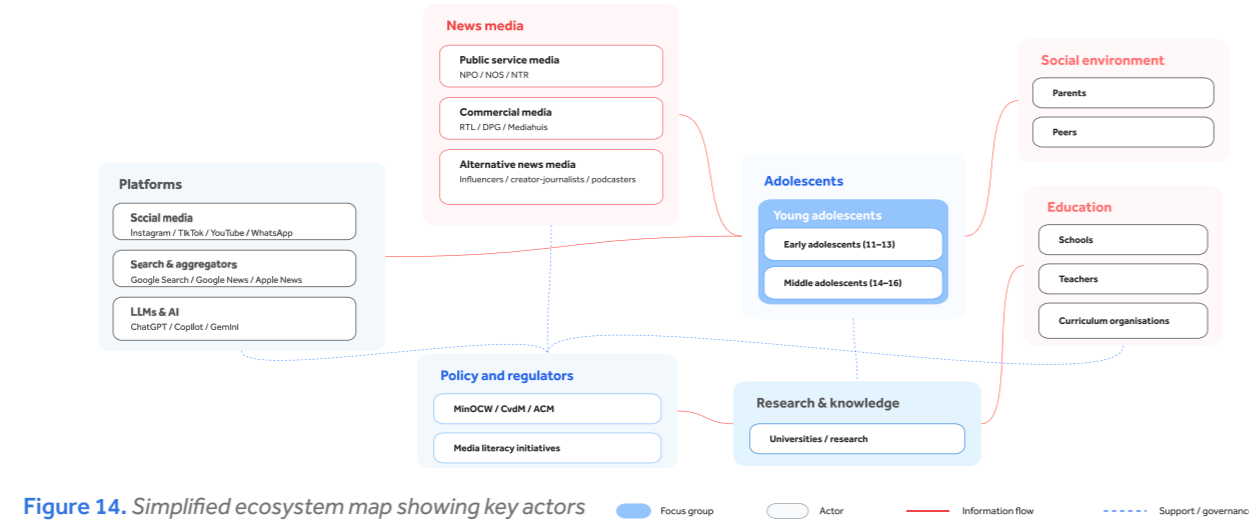 News media
Public service media
NPO / NOS / NTR
Commercial media
RTL / DPG / Mediahuis
Alternative news media
Influencers / creator-journalists / podcasters
Social environment
Parents
Peers
Platforms
Social media
Instagram / TikTok / YouTube / WhatsApp
Search & aggregators
Google Search / Google News / Apple News
LLMs & AI
ChatGPT / Copilot / Gemini
Adolescents
Young adolescents
Early adolescents (11–13)
Middle adolescents (14–16)
Education
Schools
Teachers
Curriculum organisations
Policy and regulators
MinOCW / CvdM / ACM
Media literacy initiatives
Research & knowledge
Universities / research
Figure 14. Simplified ecosystem map showing key actors
Focus group
Actor
Information flow
Support / governance